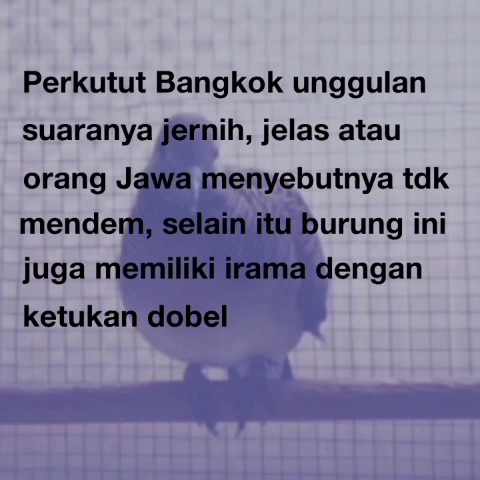 Perkutut Bangkok unggulan
suaranya jernih, jelas atau
orang Jawa menyebutnya tdk
mendem, selain itu burung ini
juga memiliki irama dengan
ketukan dobel